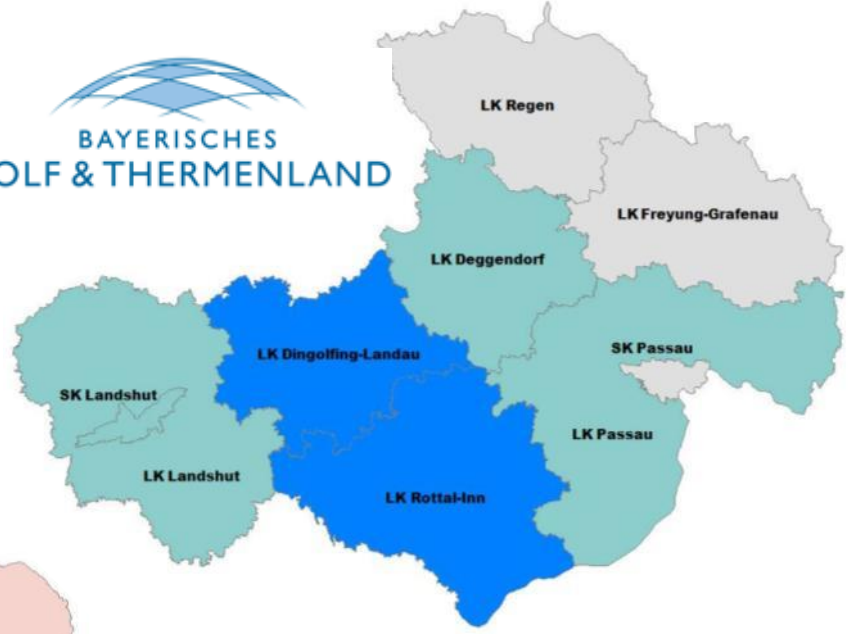 BAYERISCHES
OLF & THERMENLAND
LK Regen
LK Freyung-Grafenau
LK Deggendorf
SK Passau
LK Dingolfing-Landau
SK Landshut
LK Passau
LK Landshut
LK Rottal-Inn